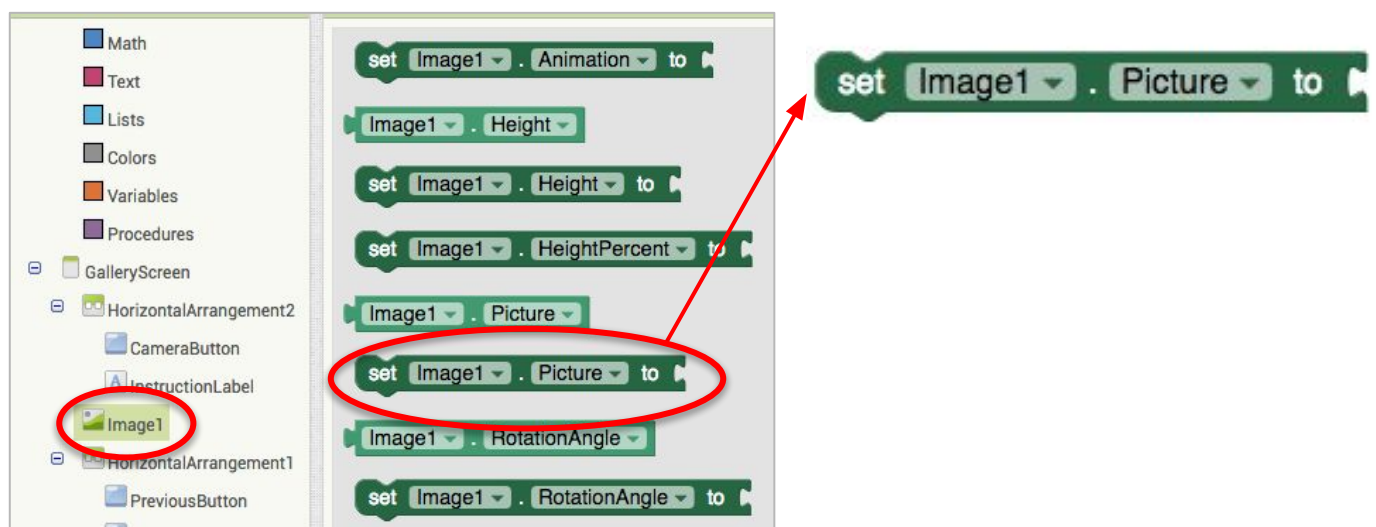 Math
Text
Lists
Colors
Variables
Procedures
GalleryScreen
HorizontalArrangement2
CameraButton
InstructionLabel
Image1
HorizontalArrangement1
PreviousButton
set Image1 . Animation to
Image1 . Height
set Image1 . Height to
set Image1 . HeightPercent to
Image1 . Picture
set Image1 . Picture to
Image1 . RotationAngle
set Image1 . RotationAngle to
set Image1 . Picture to